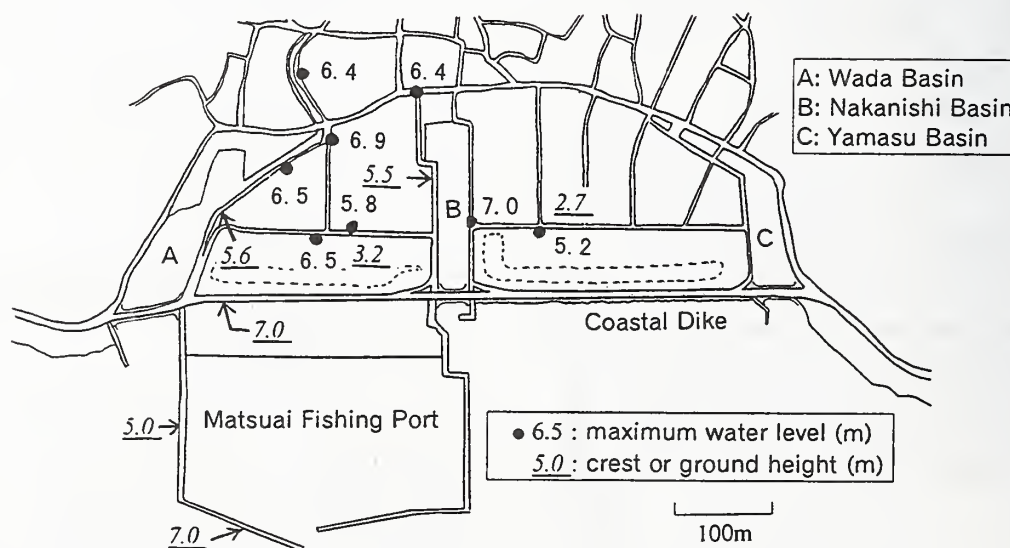 6.4
6.4
A: Wada Basin
B: Nakanishi Basin
C: Yamasu Basin
6.9
5.5
6.5
5.8
B
7.0
2.7
A
5.6
6.5
3.2
5.2
C
7.0
Coastal Dike
Matsuai Fishing Port
5.0
● 6.5 : maximum water level (m)
5.0 : crest or ground height (m)
7.0
100m